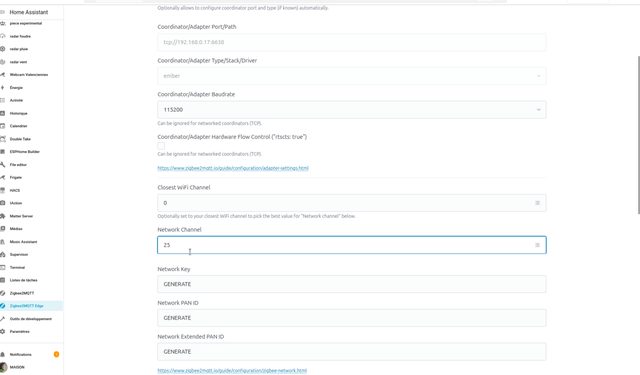 Home Assistant
piece experimental
radar foudre
radar pluie
radar vent
Webcam Valenciennes
Énergie
Activité
Historique
Calendrier
Double Take
ESPHome Builder
File editor
Frigate
HACS
Matter Server
Médias
Music Assistant
Supervisor
Terminal
Listes de tâches
Zigbee2MQTT
Zigbee2MQTT Edge
Outils de développement
Paramètres
Notifications
MAISON
Optionally allows to configure coordinator port and type (if known) automatically.
Coordinator/Adapter Port/Path
tcp://192.168.0.17:6638
Coordinator/Adapter Type/Stack/Driver
ember
Coordinator/Adapter Baudrate
115200
Can be ignored for networked coordinators (TCP).
Coordinator/Adapter Hardware Flow Control ("rtscts: true")
Can be ignored for networked coordinators (TCP).
https://www.zigbee2mqtt.io/guide/configuration/adapter-settings.html
Closest WiFi Channel
0
Optionally set to your closest WiFi channel to pick the best value for "Network channel" below.
Network Channel
25
Network Key
GENERATE
Network PAN ID
GENERATE
Network Extended PAN ID
GENERATE
https://www.zigbee2mqtt.io/guide/configuration/zigbee-network.html